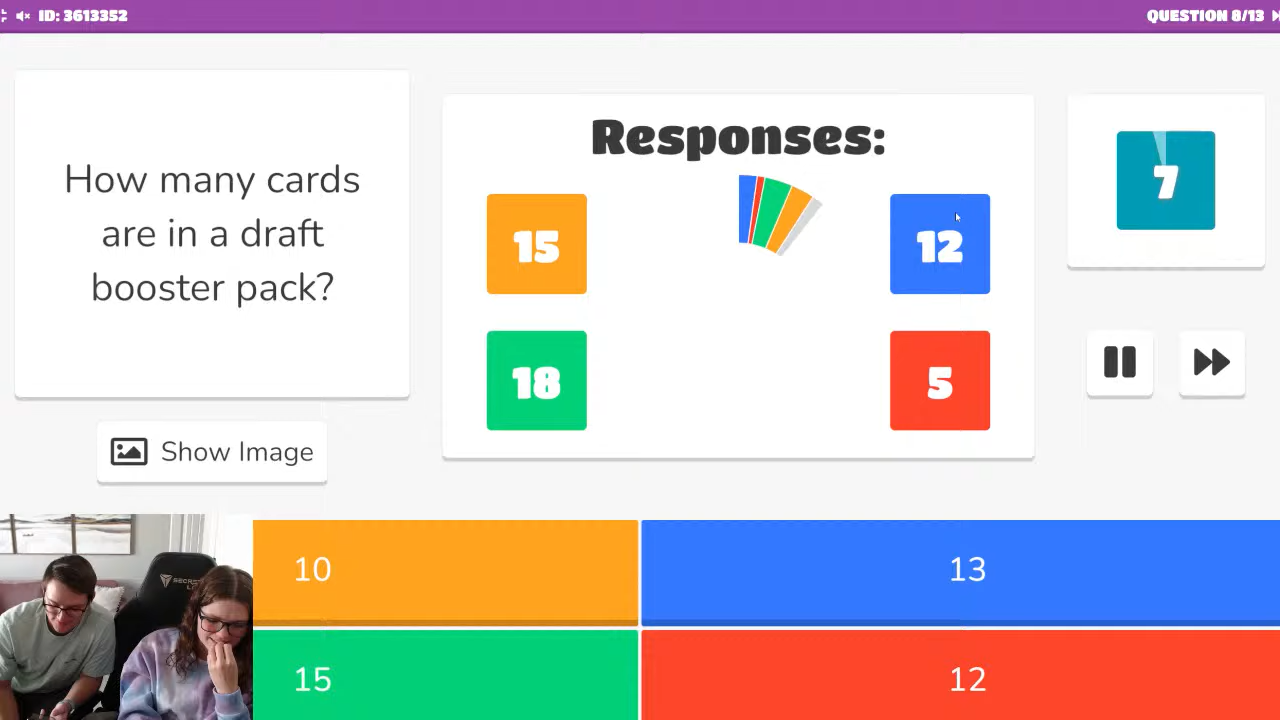 ID: 3613352
QUESTION 8/13
How many cards
are in a draft
booster pack?
Show Image
Responses:
15
12
18
5
7
10
13
15
12